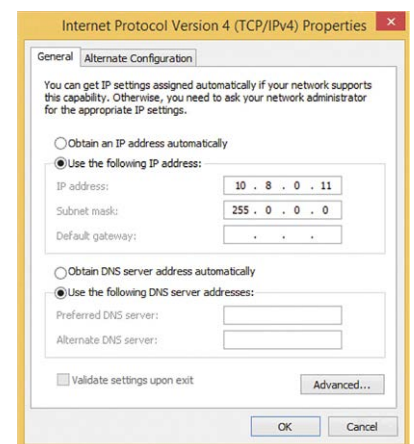 Internet Protocol Version 4 (TCP/IPv4) Properties
General Alternate Configuration
You can get IP settings assigned automatically if your network supports
this capability. Otherwise, you need to ask your network administrator
for the appropriate IP settings.
Obtain an IP address automatically
Use the following IP address:
IP address: 10 . 8 . 0 . 11
Subnet mask: 255 . 0 . 0 . 0
Default gateway: . . .
Obtain DNS server address automatically
Use the following DNS server addresses:
Preferred DNS server:
Alternate DNS server:
Validate settings upon exit Advanced...
OK Cancel